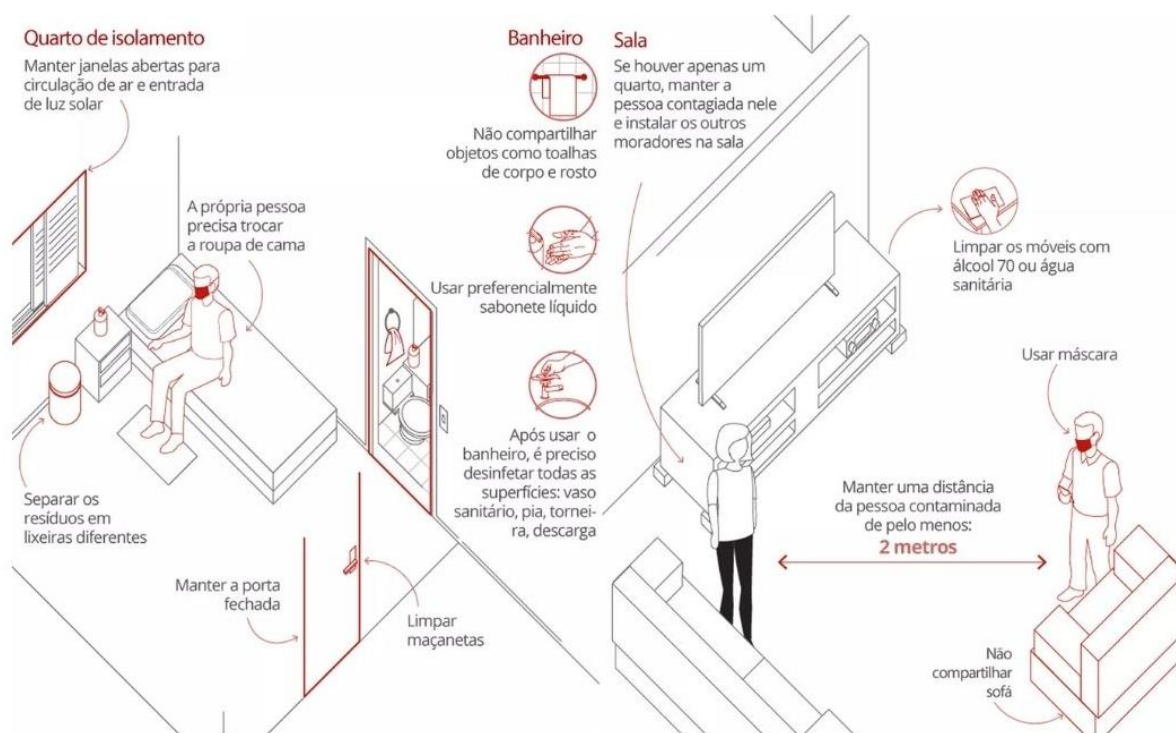 Quarto de isolamento
Manter janelas abertas para
circulação de ar e entrada
de luz solar
A própria pessoa
precisa trocar
a roupa de cama
Separar os
resíduos em
lixeiras diferentes
Manter a porta
fechada
Limpar
maçanetas
Banheiro
Não compartilhar
objetos como toalhas
de corpo e rosto
Usar preferencialmente
sabonete líquido
Após usar o
banheiro, é preciso
desinfetar todas as
superfícies: vaso
sanitário, pia, tornei-
ra, descarga
Sala
Se houver apenas um
quarto, manter a
pessoa contagiada nele
e instalar os outros
moradores na sala
Limpar os móveis com
álcool 70 ou água
sanitária
Usar máscara
Manter uma distância
da pessoa contaminada
de pelo menos:
2 metros
Não
compartilhar
sofá